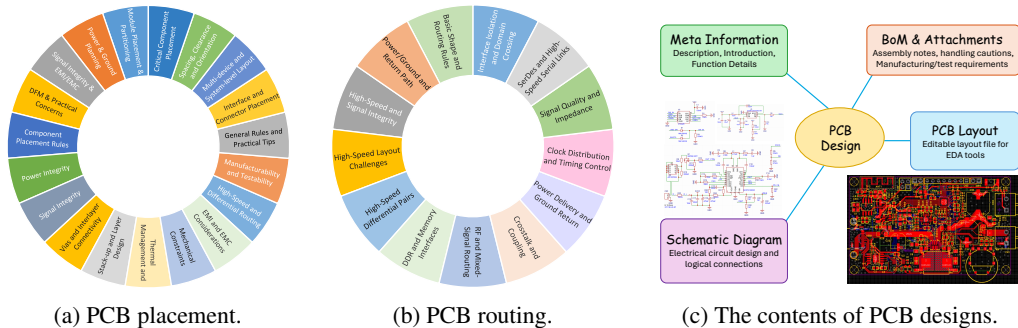 Module Placement &
Partitioning
Critical Component
Placement
Spacing, Clearance
and Orientation
Multi-device and
System-level Layout
Interface and
Connector Placement
General Rules and
Practical Tips
Manufacturability
and Testability
High-Speed and
Differential Routing
EMI and EMC
Considerations
Mechanical
Constraints
Thermal
Management and
Stack-up and Layer
Design
Vias and Interlayer
Connectivity
Signal Integrity
Power Integrity
Component
Placement Rules
DFM & Practical
Concerns
Signal Integrity &
EMI/EMC
Power & Ground
Planning
(a) PCB placement.
Interface Isolation
and Domain
Crossing
SerDes and High-
Speed Serial Links
Signal Quality and
Impedance
Clock Distribution
and Timing Control
Power Delivery and
Ground Return
Crosstalk and
Coupling
RF and Mixed-
Signal Routing
DDR and Memory
Interfaces
High-Speed
Differential Pairs
High-Speed Layout
Challenges
High-Speed and
Signal Integrity
Power/Ground and
Return Path
Basic Shape and
Routing Rules
(b) PCB routing.
Meta Information
Description, Introduction,
Function Details
BoM & Attachments
Assembly notes, handling cautions,
Manufacturing/test requirements
PCB
Design
PCB Layout
Editable layout file for
EDA tools
Schematic Diagram
Electrical circuit design and
logical connections
(c) The contents of PCB designs.